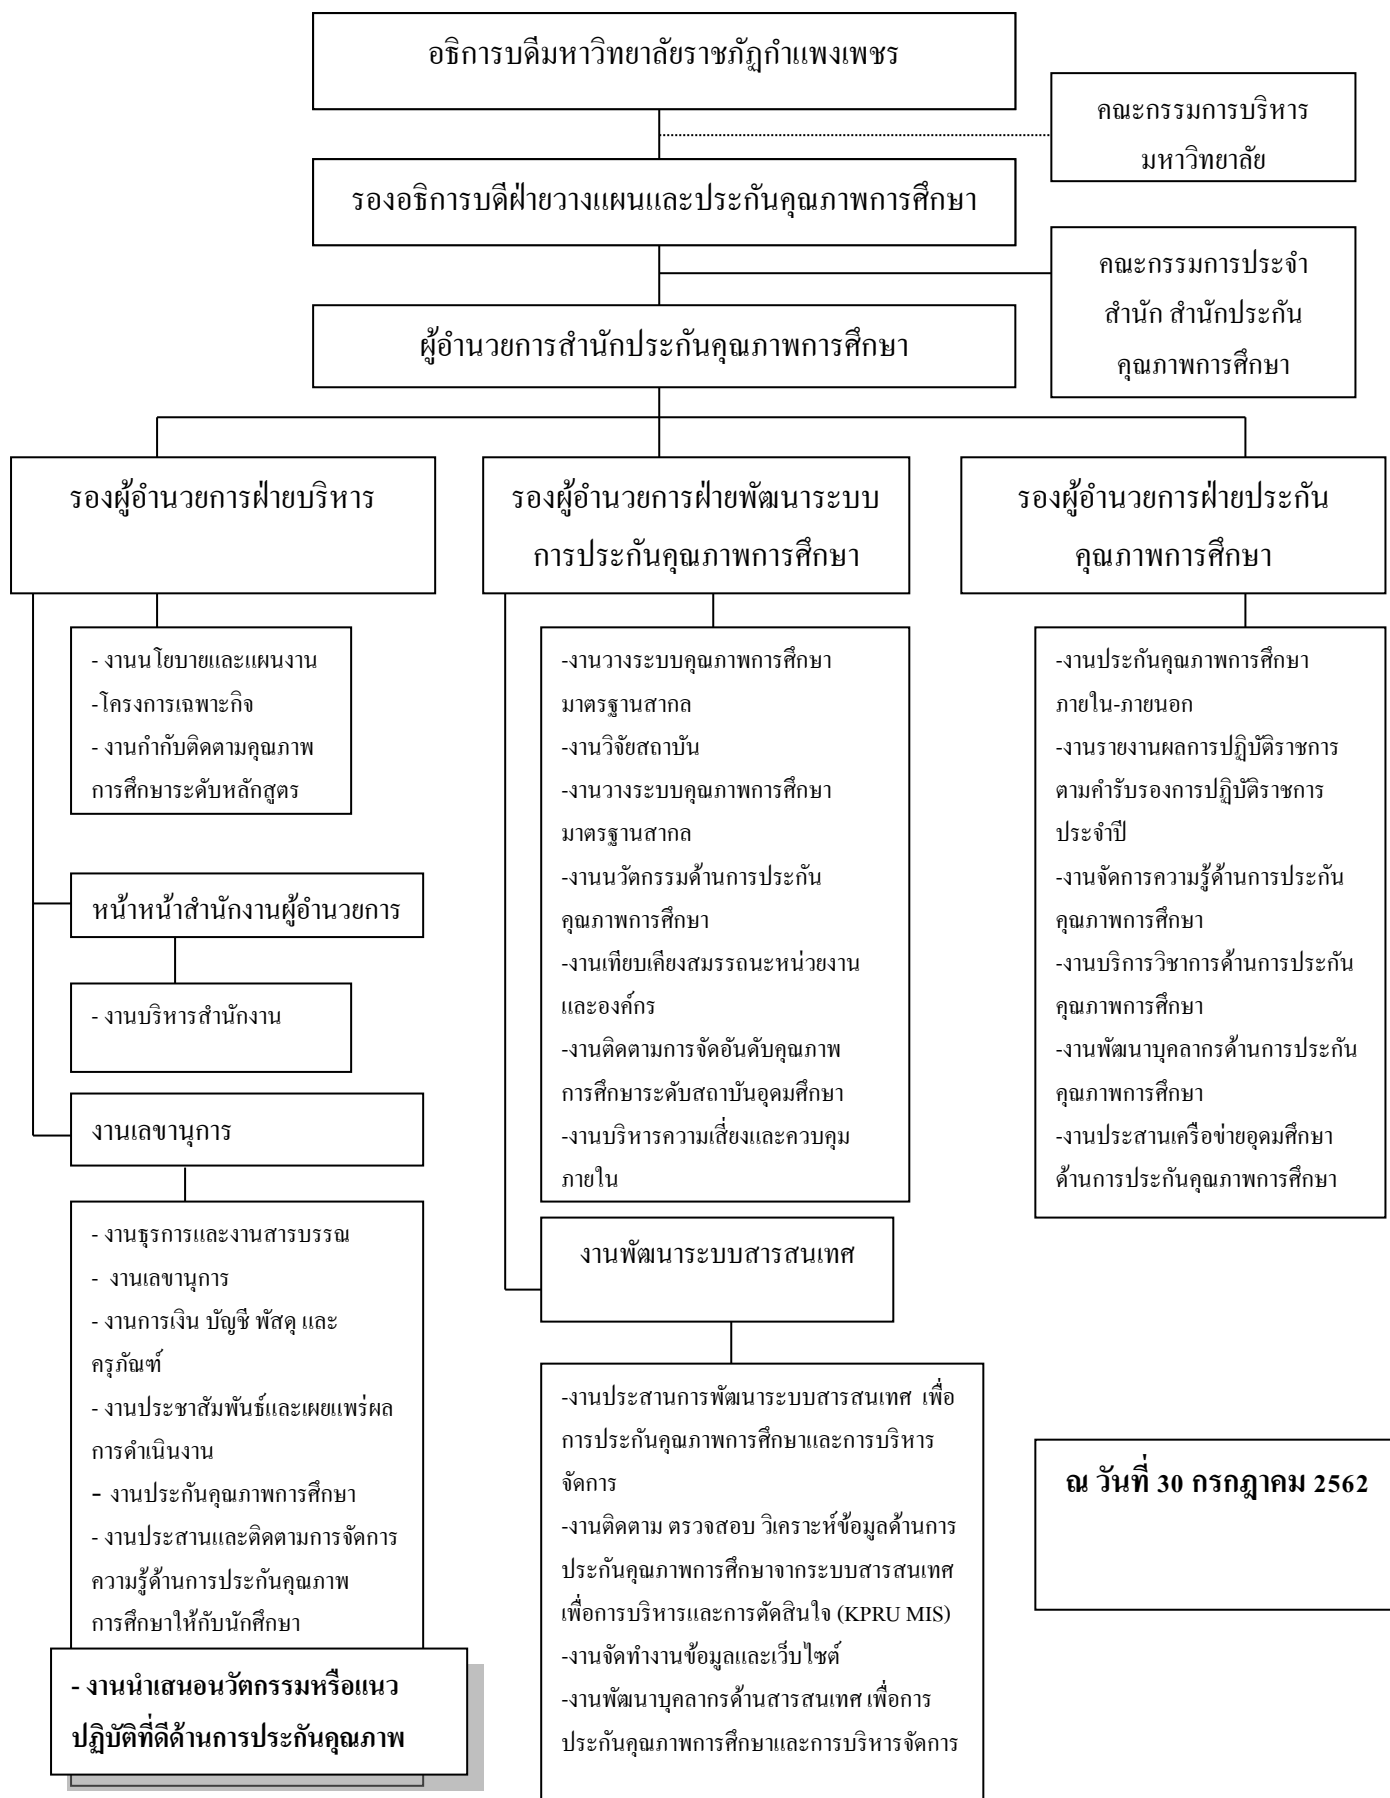 อธิการบดีมหาวิทยาลัยราชภัฏกำแพงเพชร
คณะกรรมการบริหาร
มหาวิทยาลัย
รองอธิการบดีฝ่ายวางแผนและประกันคุณภาพการศึกษา
คณะกรรมการประจำ
สำนัก สำนักประกัน
คุณภาพการศึกษา
ผู้อำนวยการสำนักประกันคุณภาพการศึกษา
รองผู้อำนวยการฝ่ายบริหาร
รองผู้อำนวยการฝ่ายพัฒนาระบบ
การประกันคุณภาพการศึกษา
รองผู้อำนวยการฝ่ายประกัน
คุณภาพการศึกษา
- งานนโยบายและแผนงาน
-โครงการเฉพาะกิจ
- งานกำกับติดตามคุณภาพ
การศึกษาระดับหลักสูตร
หน้าหน้าสำนักงานผู้อำนวยการ
- งานบริหารสำนักงาน
งานเลขานุการ
- งานธุรการและงานสารบรรณ
- งานเลขานุการ
- งานการเงิน บัญชี พัสดุ และ
ครุภัณฑ์
- งานประชาสัมพันธ์และเผยแพร่ผล
การดำเนินงาน
- งานประกันคุณภาพการศึกษา
- งานประสานและติดตามการจัดการ
ความรู้ด้านการประกันคุณภาพ
การศึกษาให้กับนักศึกษา
- งานนำเสนอนวัตกรรมหรือแนว
ปฏิบัติที่ดีด้านการประกันคุณภาพ
-งานวางระบบคุณภาพการศึกษา
มาตรฐานสากล
-งานวิจัยสถาบัน
-งานวางระบบคุณภาพการศึกษา
มาตรฐานสากล
-งานนวัตกรรมด้านการประกัน
คุณภาพการศึกษา
-งานเทียบเคียงสมรรถนะหน่วยงาน
และองค์กร
-งานติดตามการจัดอันดับคุณภาพ
การศึกษาระดับสถาบันอุดมศึกษา
-งานบริหารความเสี่ยงและควบคุม
ภายใน
งานพัฒนาระบบสารสนเทศ
-งานประสานการพัฒนาระบบสารสนเทศ เพื่อ
การประกันคุณภาพการศึกษาและการบริหาร
จัดการ
-งานติดตาม ตรวจสอบ วิเคราะห์ข้อมูลด้านการ
ประกันคุณภาพการศึกษาจากระบบสารสนเทศ
เพื่อการบริหารและการตัดสินใจ (KPRU MIS)
-งานจัดทำงานข้อมูลและเว็บไซต์
-งานพัฒนาบุคลากรด้านสารสนเทศ เพื่อการ
ประกันคุณภาพการศึกษาและการบริหารจัดการ
-งานประกันคุณภาพการศึกษา
ภายใน-ภายนอก
-งานรายงานผลการปฏิบัติราชการ
ตามคำรับรองการปฏิบัติราชการ
ประจำปี
-งานจัดการความรู้ด้านการประกัน
คุณภาพการศึกษา
-งานบริการวิชาการด้านการประกัน
คุณภาพการศึกษา
-งานพัฒนาบุคลากรด้านการประกัน
คุณภาพการศึกษา
-งานประสานเครือข่ายอุดมศึกษา
ด้านการประกันคุณภาพการศึกษา
ณ วันที่ 30 กรกฎาคม 2562